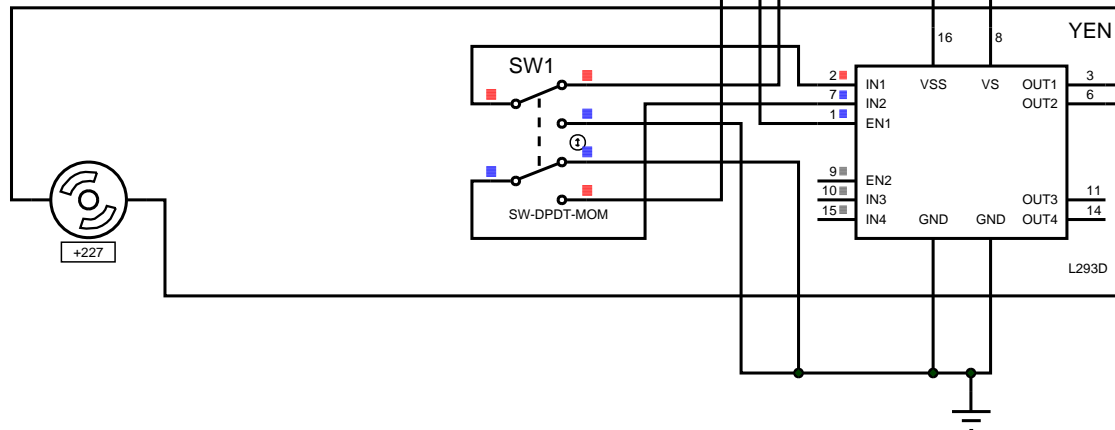 YEN
16
8
SW1
2
IN1
VSS
VS
OUT1
3
7
IN2
OUT2
6
1
EN1
9
EN2
10
IN3
OUT3
11
SW-DPDT-MOM
15
IN4
GND
GND
OUT4
14
+227
L293D